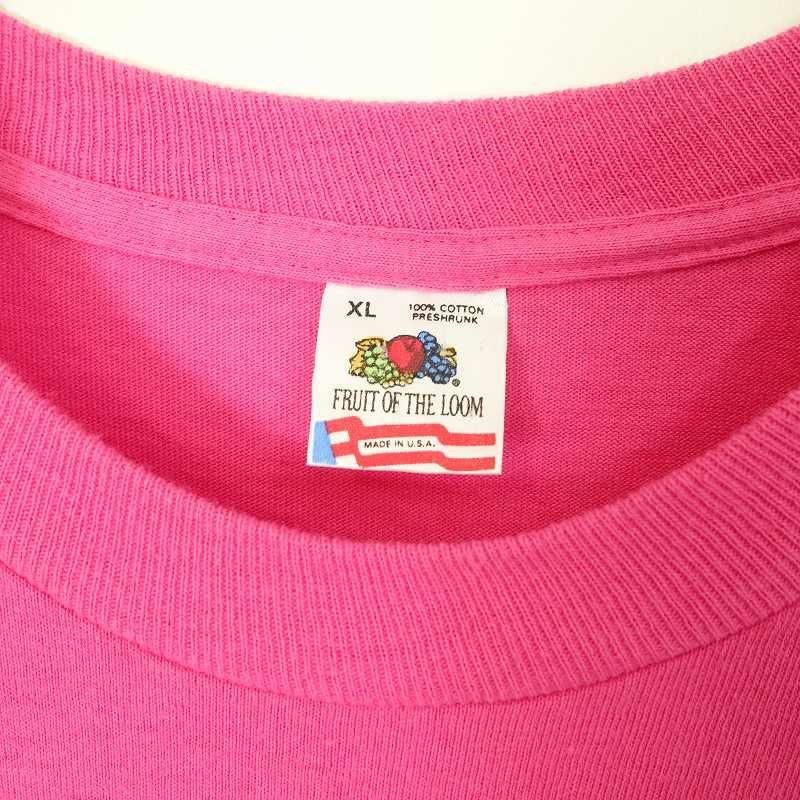 XL
100% COTTON
PRESHRUNK
®
FRUIT OF THE LOOM
MADE IN U.S.A.